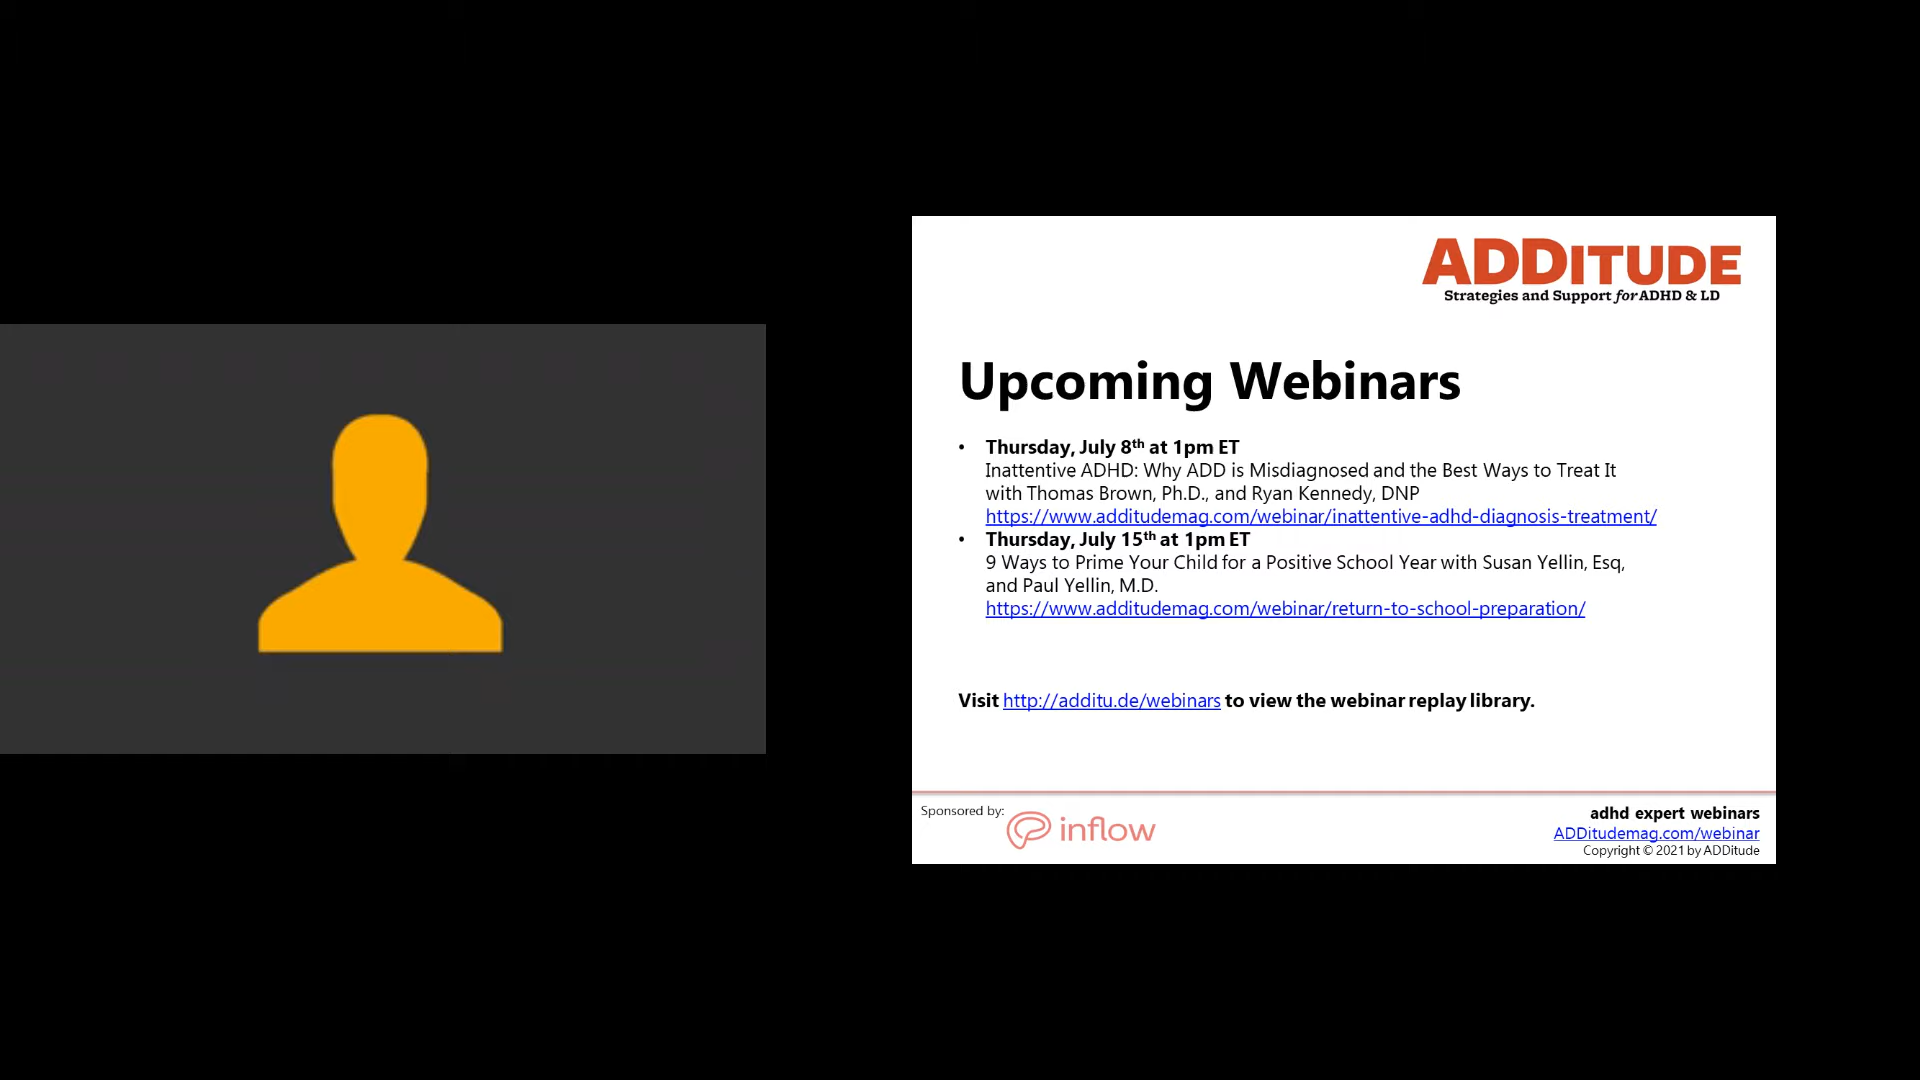 ADDITUDE
Strategies and Support for ADHD & LD
Upcoming Webinars
• Thursday, July 8th at 1pm ET
Inattentive ADHD: Why ADD is Misdiagnosed and the Best Ways to Treat It
with Thomas Brown, Ph.D., and Ryan Kennedy, DNP
https://www.additudemag.com/webinar/inattentive-adhd-diagnosis-treatment/
• Thursday, July 15th at 1pm ET
9 Ways to Prime Your Child for a Positive School Year with Susan Yellin, Esq,
and Paul Yellin, M.D.
https://www.additudemag.com/webinar/return-to-school-preparation/
Visit http://additu.de/webinars to view the webinar replay library.
Sponsored by:
inflow
adhd expert webinars
ADDitudemag.com/webinar
Copyright © 2021 by ADDitude